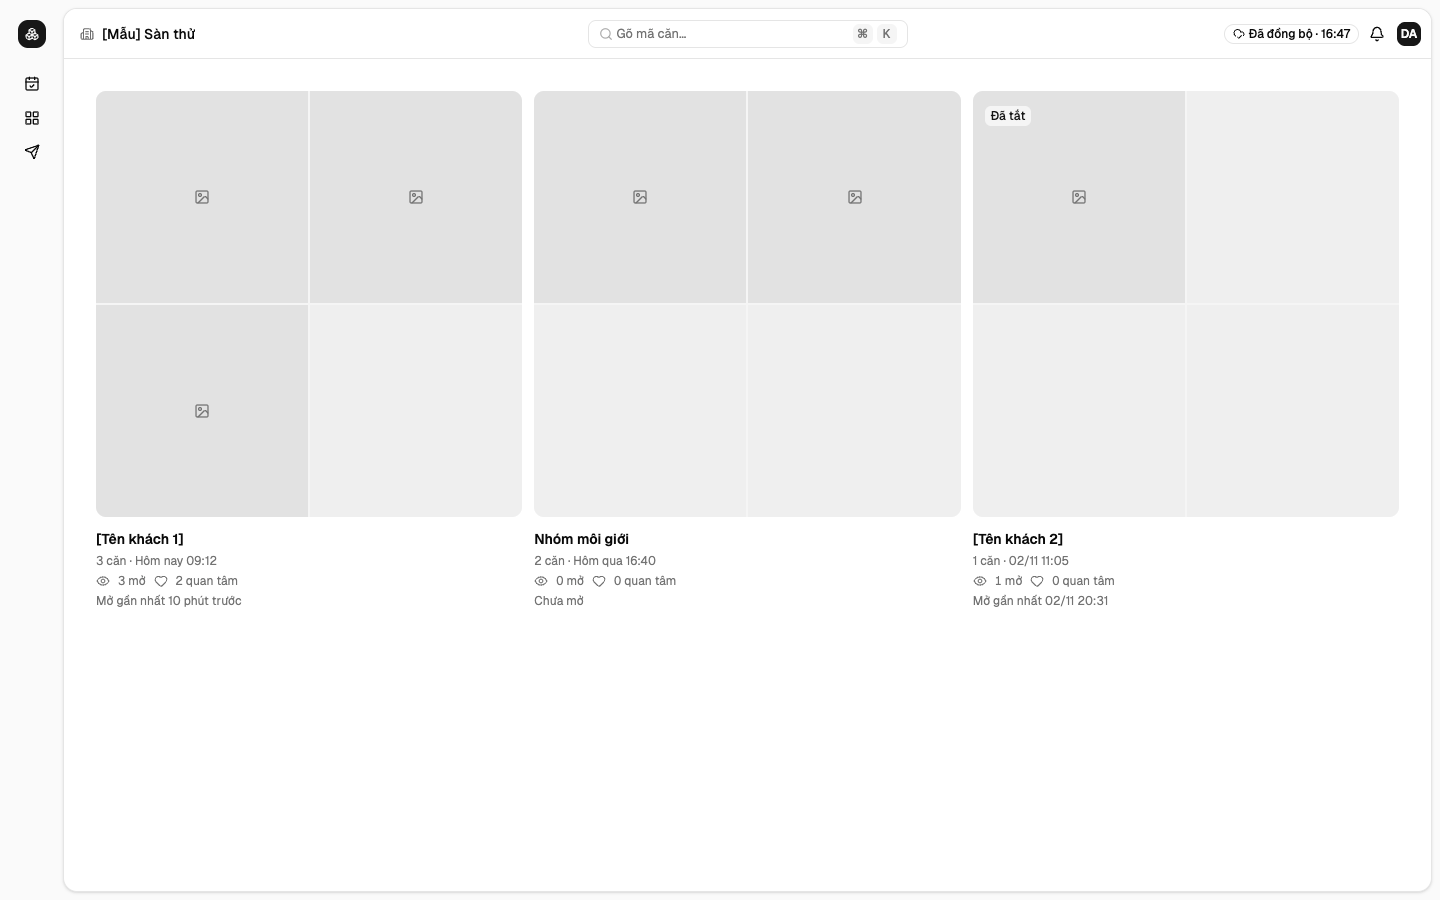 [Mẫu] Sàn thử
Gõ mã căn...
⌘ K
Đã đồng bộ · 16:47
DA
Đã tắt
[Tên khách 1]
3 căn · Hôm nay 09:12
3 mở 2 quan tâm
Mở gần nhất 10 phút trước
Nhóm môi giới
2 căn · Hôm qua 16:40
0 mở 0 quan tâm
Chưa mở
[Tên khách 2]
1 căn · 02/11 11:05
1 mở 0 quan tâm
Mở gần nhất 02/11 20:31